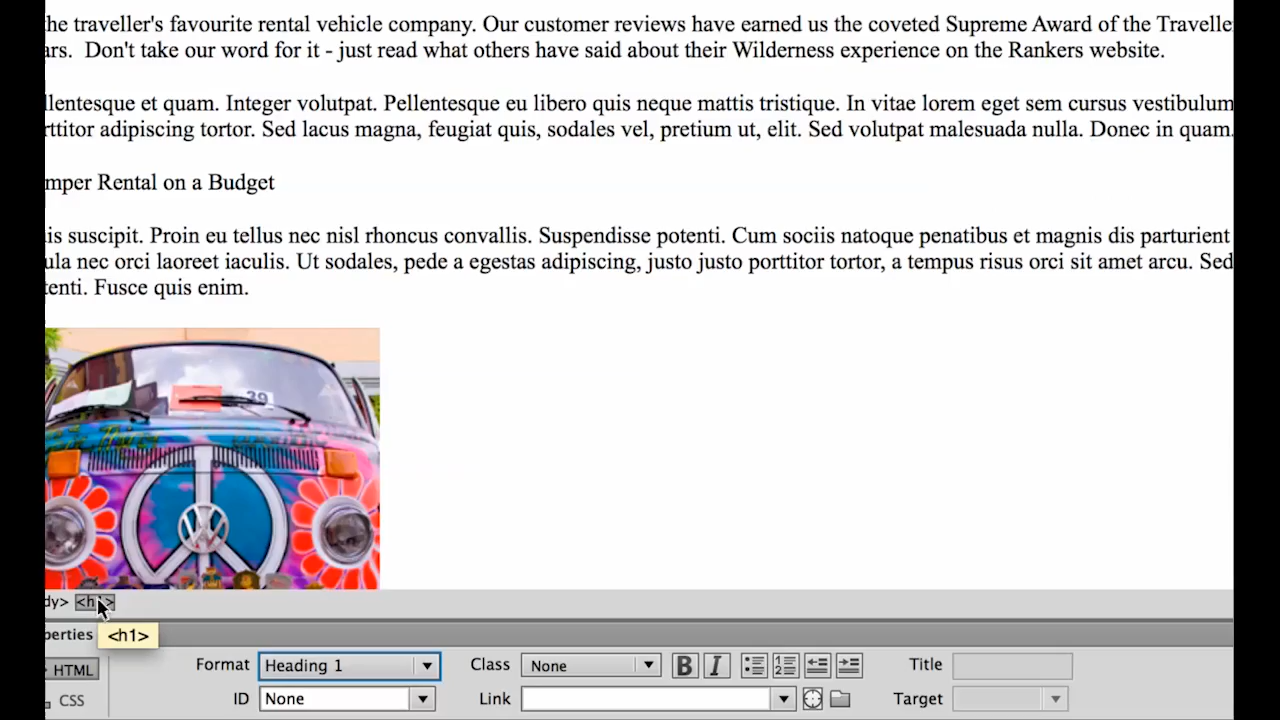 he traveller's favourite rental vehicle company. Our customer reviews have earned us the coveted Supreme Award of the Travelle
ars. Don't take our word for it - just read what others have said about their Wilderness experience on the Rankers website.
llentesque et quam. Integer volutpat. Pellentesque eu libero quis neque mattis tristique. In vitae lorem eget sem cursus vestibulum
rttitor adipiscing tortor. Sed lacus magna, feugiat quis, sodales vel, pretium ut, elit. Sed volutpat malesuada nulla. Donec in quam.
mper Rental on a Budget
is suscipit. Proin eu tellus nec nisl rhoncus convallis. Suspendisse potenti. Cum sociis natoque penatibus et magnis dis parturient
ula nec orci laoreet iaculis. Ut sodales, pede a egestas adipiscing, justo justo porttitor tortor, a tempus risus orci sit amet arcu. Sed
tenti. Fusce quis enim.
39
dy> <h1>
perties <h1>
HTML Format Heading 1 Class None B I Title
CSS ID None Link Target